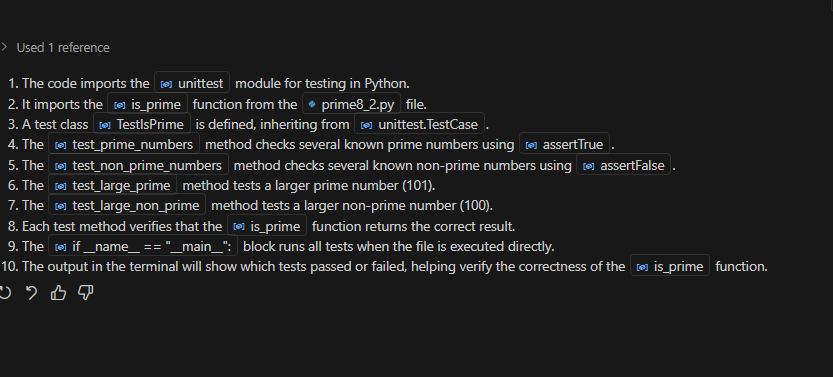 Used 1 reference
1. The code imports the unittest module for testing in Python.
2. It imports the is_prime function from the prime8_2.py file.
3. A test class TestIsPrime is defined, inheriting from unittest.TestCase.
4. The test_prime_numbers method checks several known prime numbers using assertTrue.
5. The test_non_prime_numbers method checks several known non-prime numbers using assertFalse.
6. The test_large_prime method tests a larger prime number (101).
7. The test_large_non_prime method tests a larger non-prime number (100).
8. Each test method verifies that the is_prime function returns the correct result.
9. The if __name__ == "__main__": block runs all tests when the file is executed directly.
10. The output in the terminal will show which tests passed or failed, helping verify the correctness of the is_prime function.